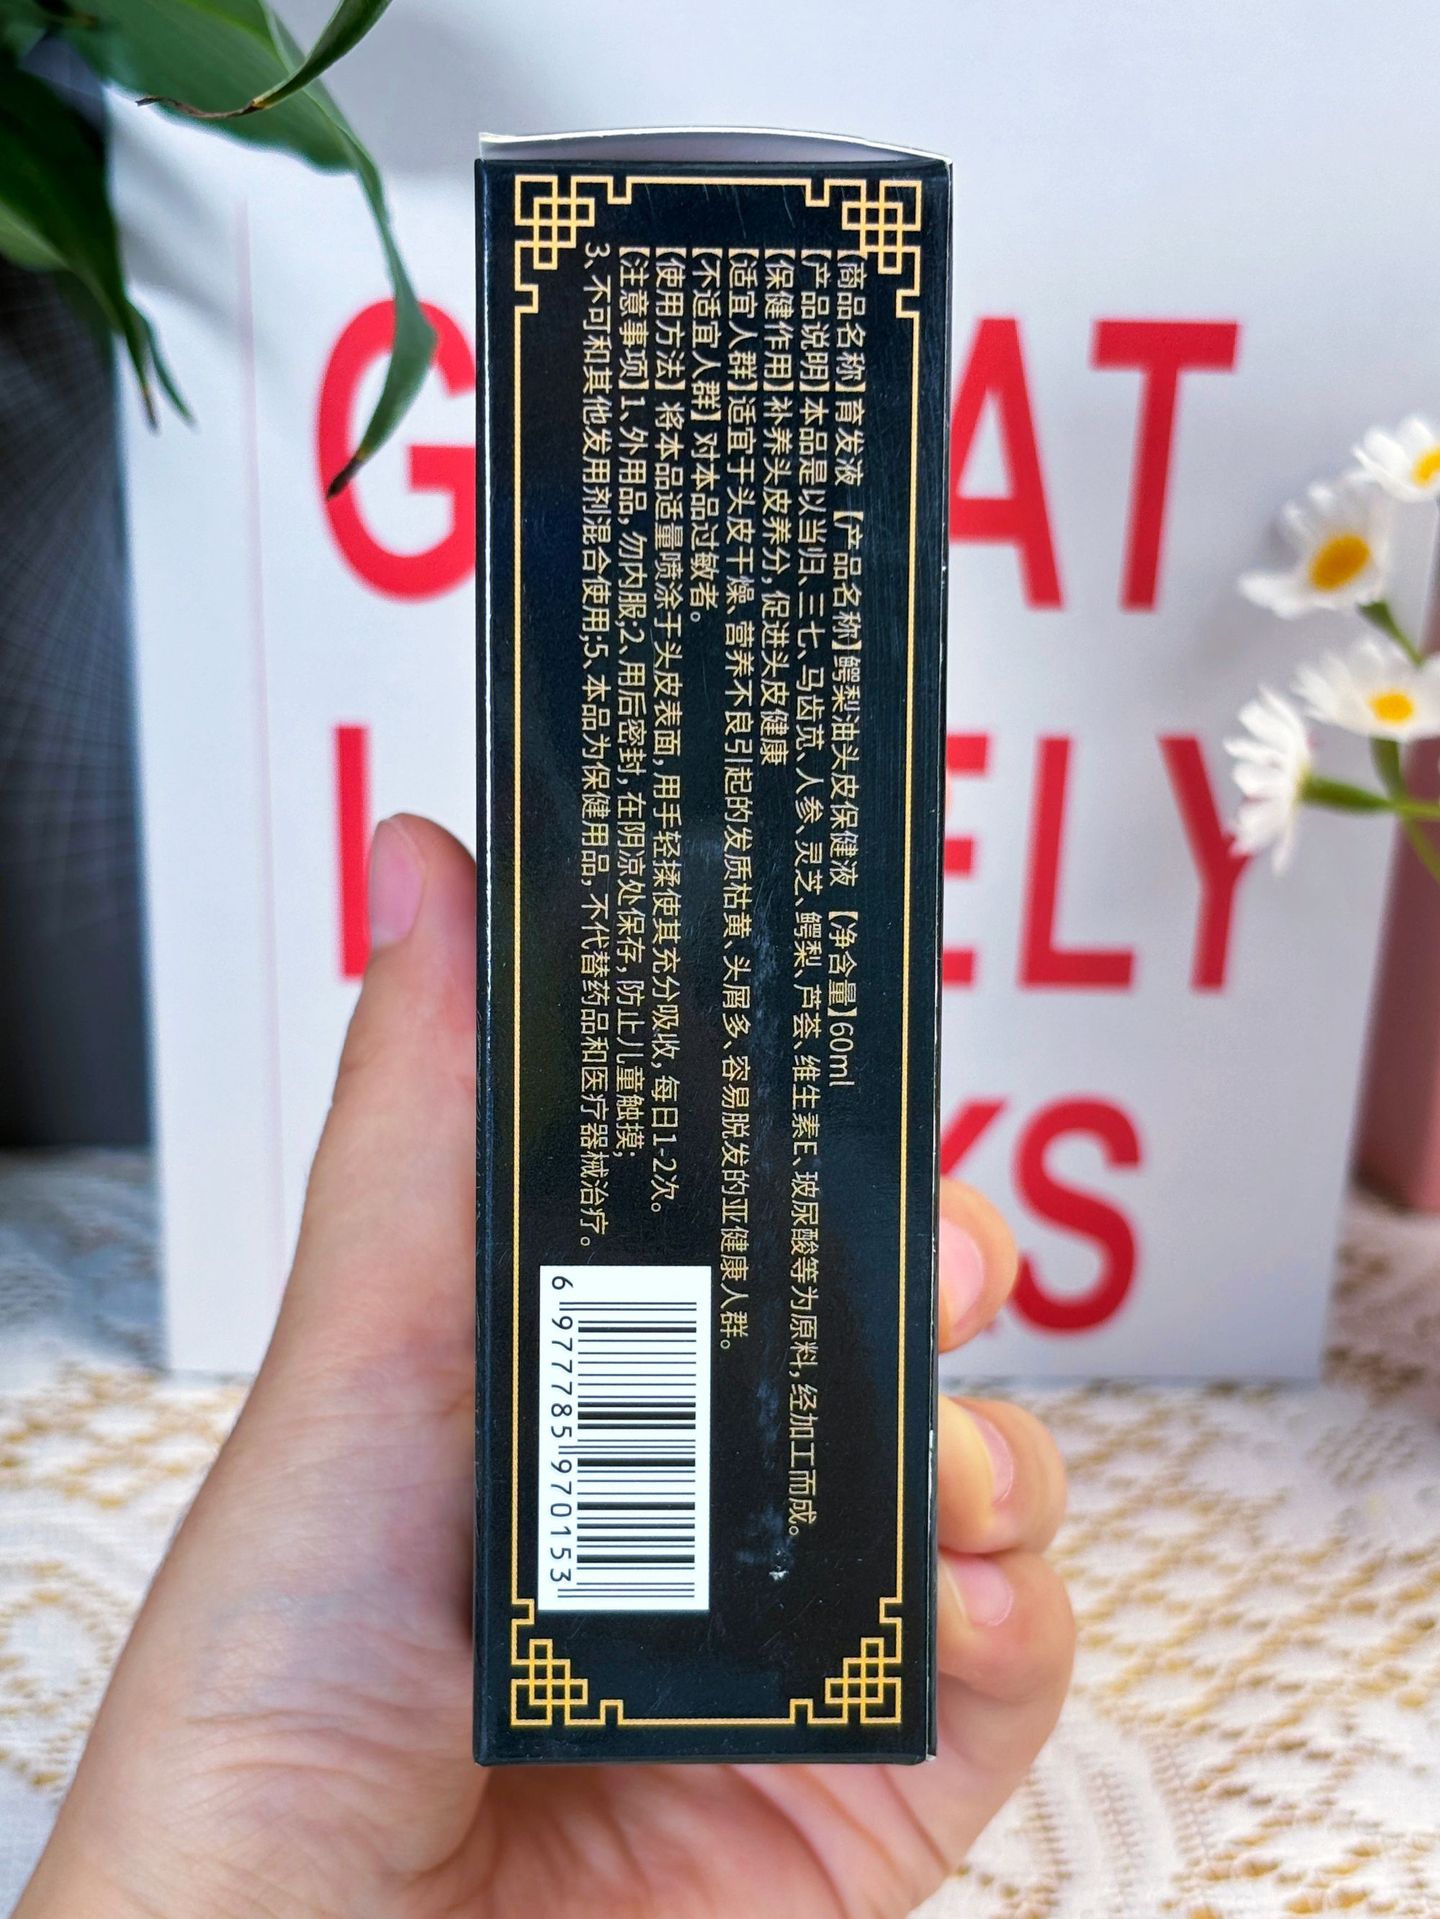 【商品名称】育发液 【产品名称】鳄梨油头皮保健液 【净含量】60ml
【产品说明】本品是以当归、三七、马齿苋、人参、灵芝、鳄梨、芦荟、维生素E、玻尿酸等为原料,经加工而成。
【保健作用】补养头皮养分,促进头皮健康
【适宜人群】适宜于头皮干燥、营养不良引起的发质枯黄、头屑多、容易脱发的亚健康人群。
【不适宜人群】对本品过敏者。
【使用方法】将本品适量喷涂于头皮表面,用手轻揉使其充分吸收,每日1-2次。
【注意事项】1、外用品,勿内服;2、用后密封,在阴凉处保存,防止儿童触摸;
3、不可和其他发用剂混合使用;5、本品为保健用品,不代替药品和医疗器械治疗。
6 977785 970153